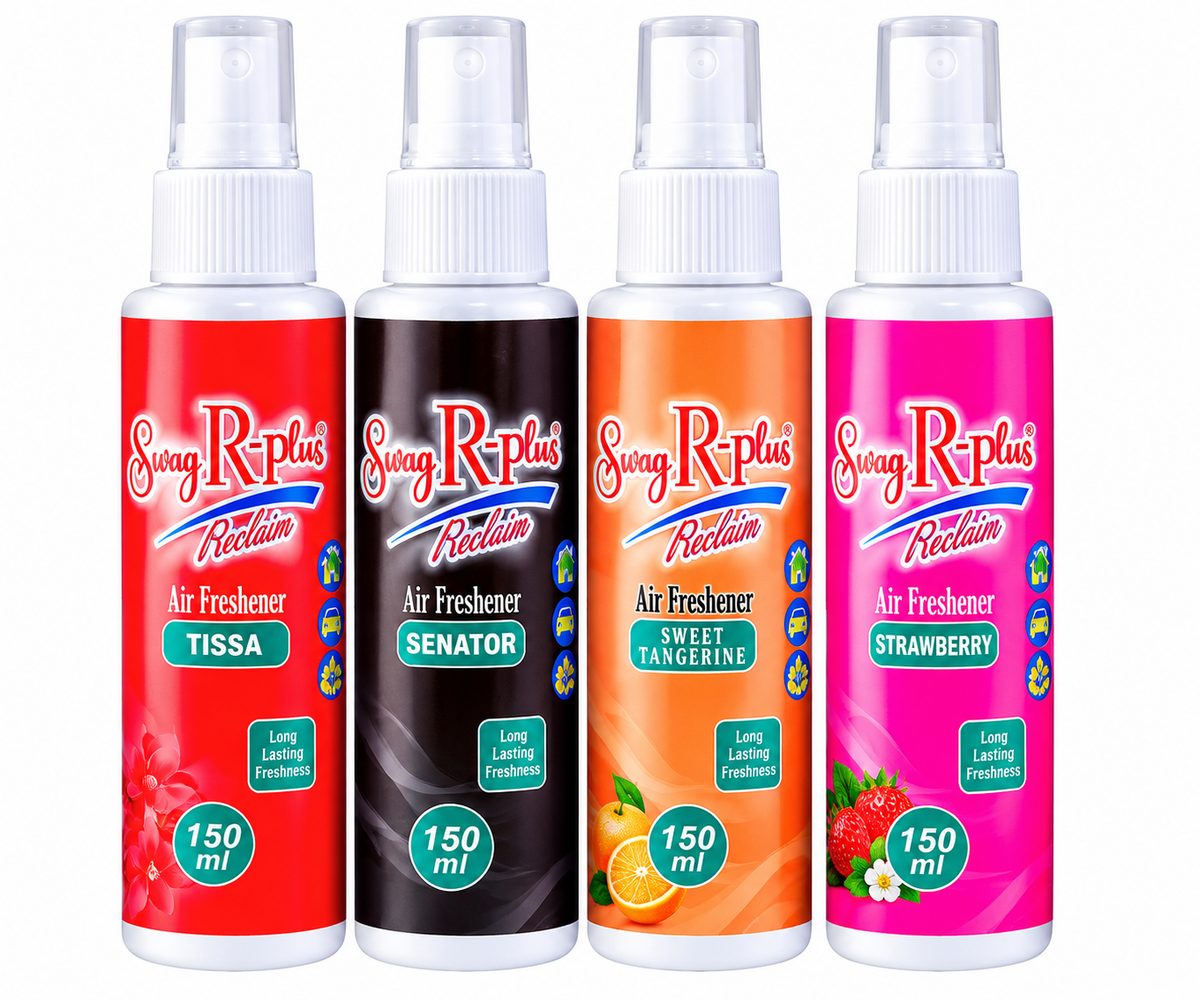 Swag R-plus®
Reclaim
Air Freshener
TISSA
Long
Lasting
Freshness
150
ml
Swag R-plus®
Reclaim
Air Freshener
SENATOR
Long
Lasting
Freshness
150
ml
Swag R-plus®
Reclaim
Air Freshener
SWEET
TANGERINE
Long
Lasting
Freshness
150
ml
Swag R-plus®
Reclaim
Air Freshener
STRAWBERRY
Long
Lasting
Freshness
150
ml